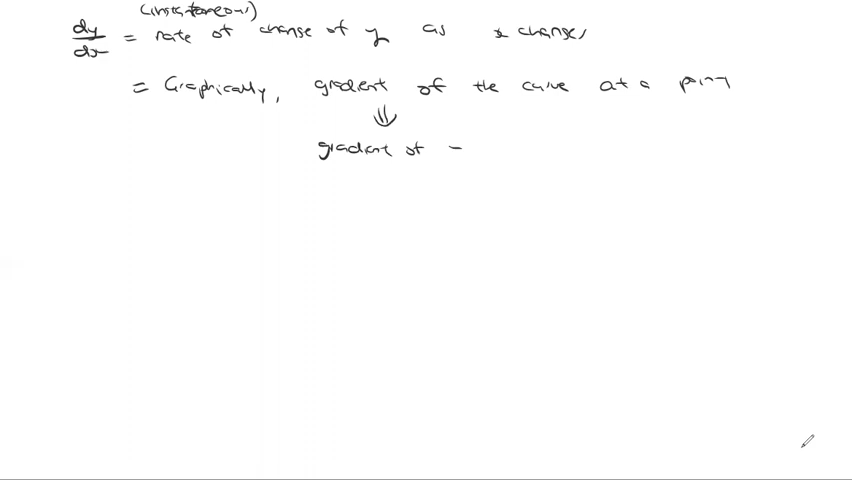 (instantaneous)
dy/dx = rate of change of y as x changes
= Graphically, gradient of the curve at a point
⇓
gradient of -